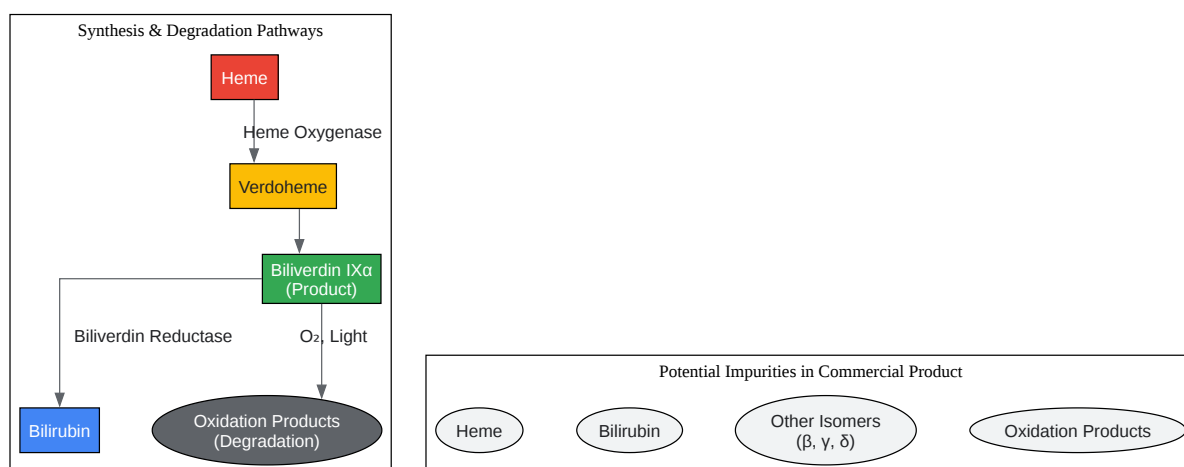 Synthesis & Degradation Pathways
Heme
Heme Oxygenase
Verdoheme
Biliverdin IXα
(Product)
Biliverdin Reductase
O₂, Light
Bilirubin
Oxidation Products
(Degradation)
Potential Impurities in Commercial Product
Heme
Bilirubin
Other Isomers
(β, γ, δ)
Oxidation Products